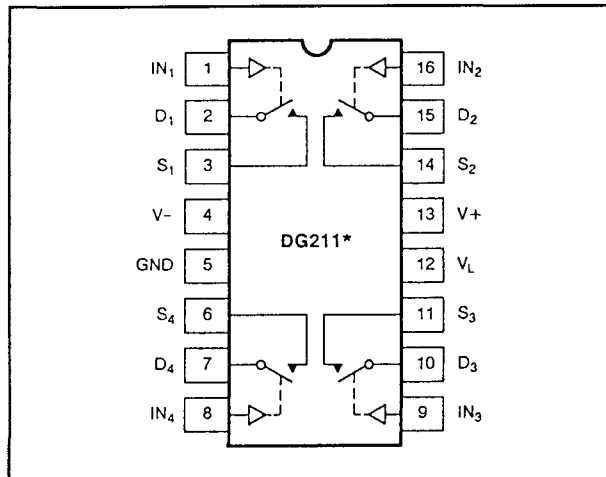 IN₁ 1 16 IN₂
D₁ 2 15 D₂
S₁ 3 14 S₂
V− 4 13 V+
DG211*
GND 5 12 V_L
S₄ 6 11 S₃
D₄ 7 10 D₃
IN₄ 8 9 IN₃